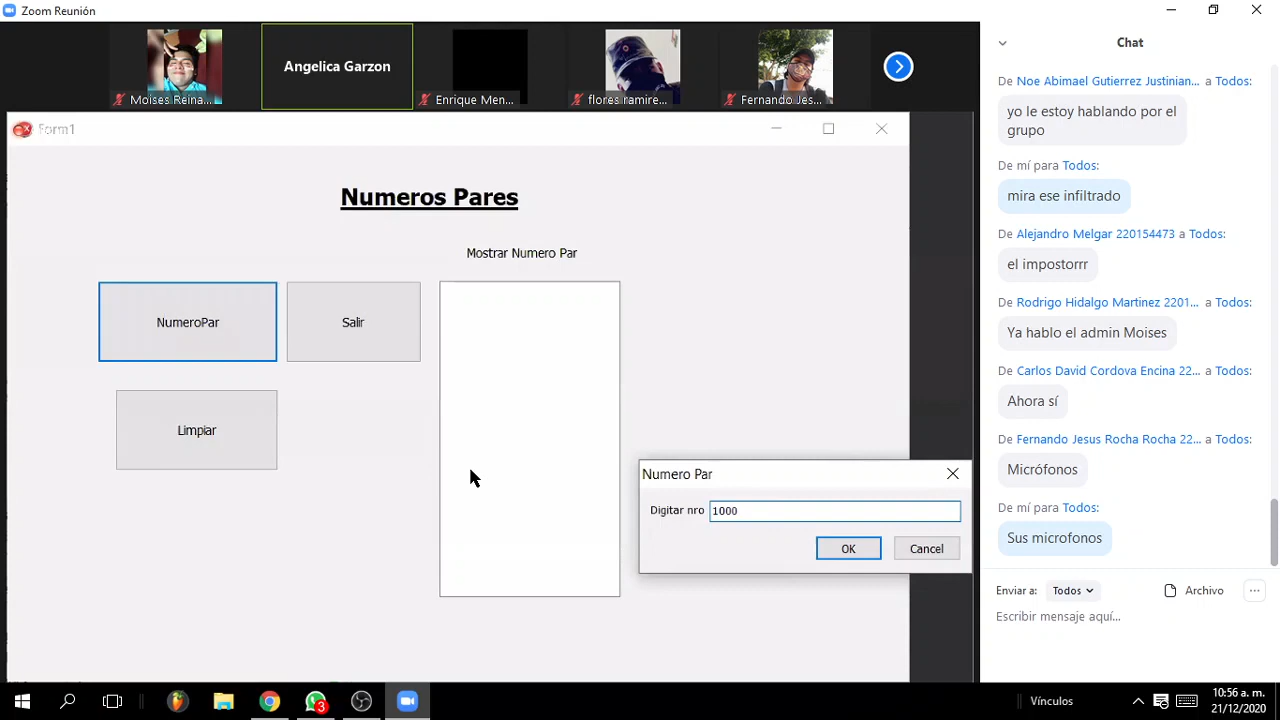 Zoom Reunión
Moises Reina...
Angelica Garzon
Enrique Men...
flores ramire...
Fernando Jes...
Form1
Numeros Pares
Mostrar Numero Par
NumeroPar
Salir
Limpiar
Numero Par
Digitar nro 1000
OK Cancel
Chat
De Noe Abimael Gutierrez Justinian... a Todos:
yo le estoy hablando por el
grupo
De mí para Todos:
mira ese infiltrado
De Alejandro Melgar 220154473 a Todos:
el impostorrr
De Rodrigo Hidalgo Martinez 2201... a Todos:
Ya hablo el admin Moises
De Carlos David Cordova Encina 22... a Todos:
Ahora sí
De Fernando Jesus Rocha Rocha 22... a Todos:
Micrófonos
De mí para Todos:
Sus microfonos
Enviar a: Todos Archivo ...
Escribir mensaje aquí...
3
Vínculos
10:56 a. m.
21/12/2020